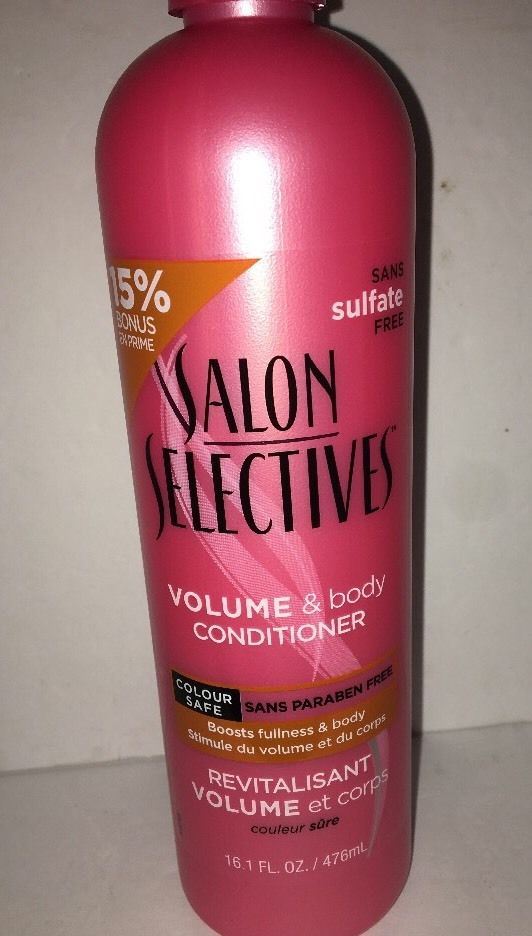 15%
BONUS
EN PRIME
SANS
sulfate
FREE
SALON
SELECTIVES™
VOLUME & body
CONDITIONER
COLOUR
SAFE
SANS PARABEN FREE
Boosts fullness & body
Stimule du volume et du corps
REVITALISANT
VOLUME et corps
couleur sûre
16.1 FL. OZ. / 476mL